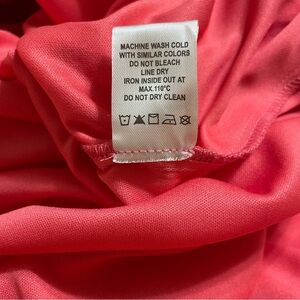 MACHINE WASH COLD
WITH SIMILAR COLORS
DO NOT BLEACH
LINE DRY
IRON INSIDE OUT AT
MAX.110°C
DO NOT DRY CLEAN